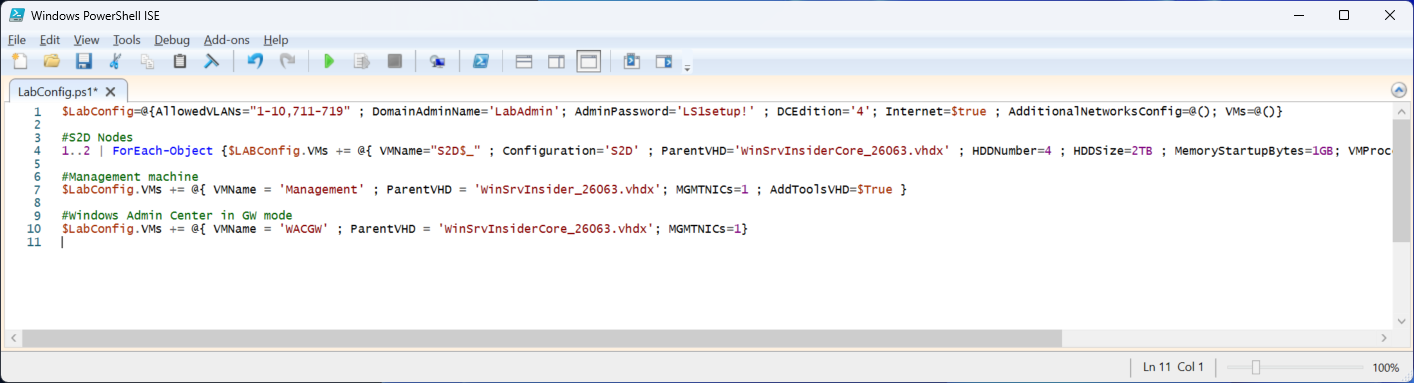 Windows PowerShell ISE
File Edit View Tools Debug Add-ons Help
LabConfig.ps1*
1 $LabConfig=@{AllowedVLANs="1-10,711-719" ; DomainAdminName='LabAdmin'; AdminPassword='LS1setup!' ; DCEdition='4'; Internet=$true ; AdditionalNetworksConfig=@(); VMs=@()}
2
3 #S2D Nodes
4 1..2 | ForEach-Object {$LABConfig.VMs += @{ VMName="S2D$_" ; Configuration='S2D' ; ParentVHD='WinSrvInsiderCore_26063.vhdx' ; HDDNumber=4 ; HDDSize=2TB ; MemoryStartupBytes=1GB; VMProc
5
6 #Management machine
7 $LabConfig.VMs += @{ VMName = 'Management' ; ParentVHD = 'WinSrvInsider_26063.vhdx'; MGMTNICs=1 ; AddToolsVHD=$True }
8
9 #Windows Admin Center in GW mode
10 $LabConfig.VMs += @{ VMName = 'WACGW' ; ParentVHD = 'WinSrvInsiderCore_26063.vhdx'; MGMTNICs=1}
11
Ln 11 Col 1 100%